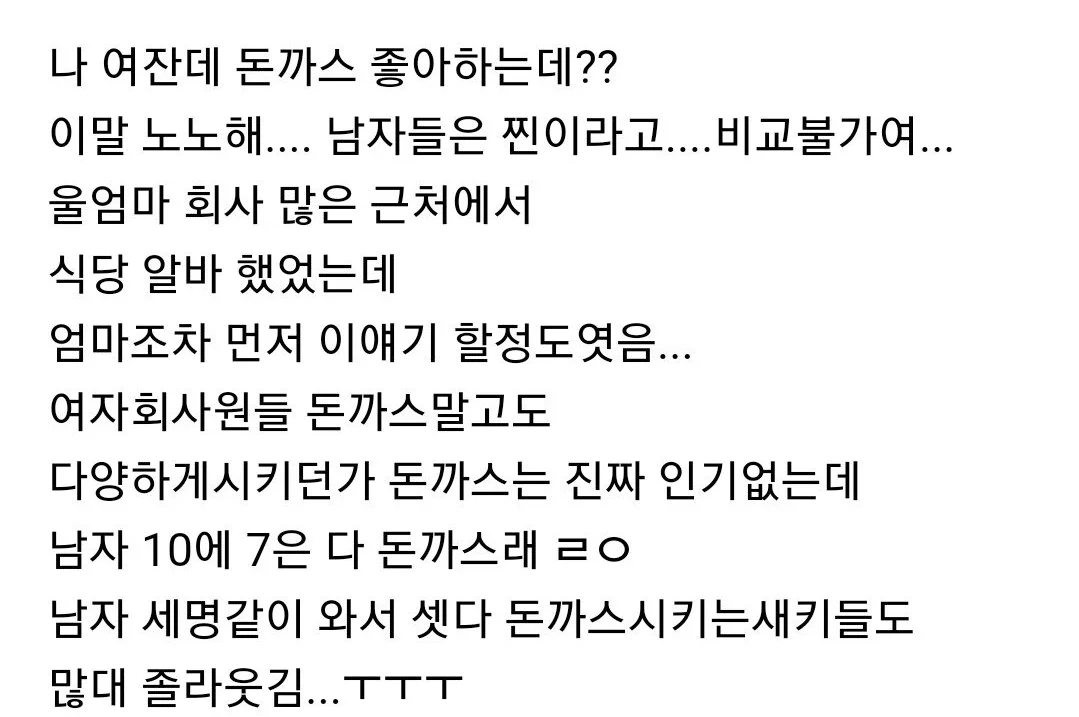 나 여잔데 돈까스 좋아하는데??
이말 노노해.... 남자들은 찐이라고....비교불가여...
울엄마 회사 많은 근처에서
식당 알바 했었는데
엄마조차 먼저 이얘기 할정도엿음...
여자회사원들 돈까스말고도
다양하게시키던가 돈까스는 진짜 인기없는데
남자 10에 7은 다 돈까스래 ㄹㅇ
남자 세명같이 와서 셋다 돈까스시키는새키들도
많대 졸라웃김...ㅜㅜㅜ